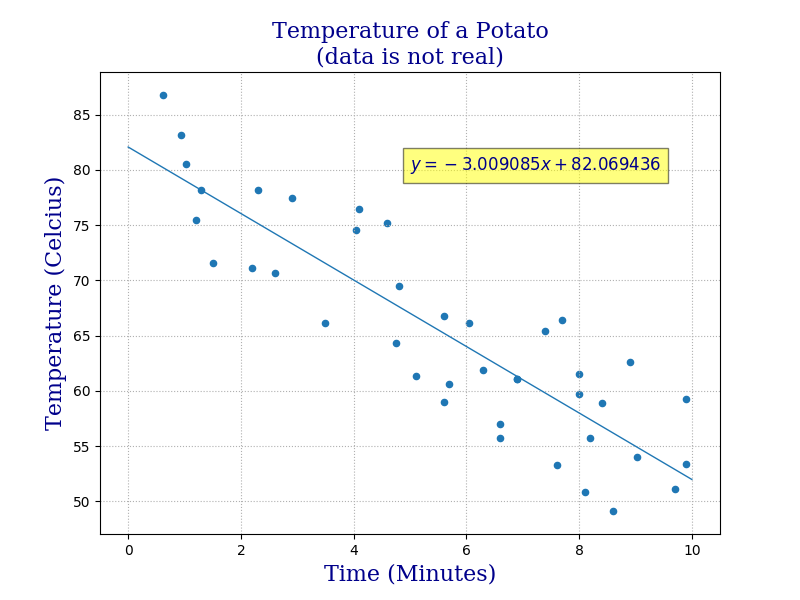 Temperature of a Potato
(data is not real)
y = − 3.009085x + 82.069436
Temperature (Celcius)
85
80
75
70
65
60
55
50
0 2 4 6 8 10
Time (Minutes)